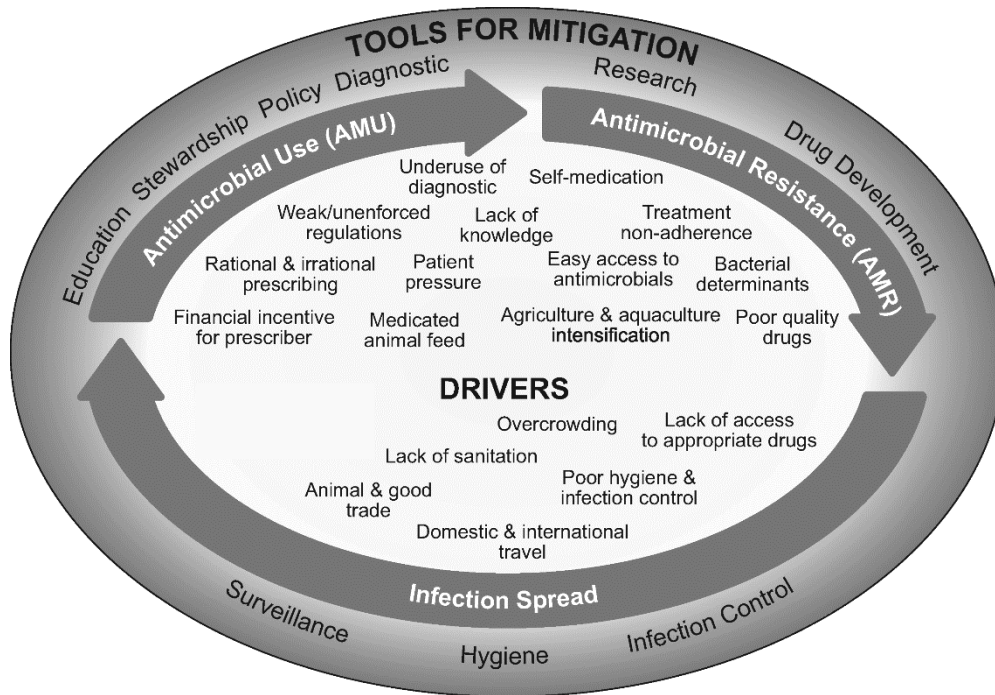 TOOLS FOR MITIGATION
Education Stewardship Policy Diagnostic
Research
Drug Development
Antimicrobial Use (AMU)
Antimicrobial Resistance (AMR)
Underuse of
diagnostic
Self-medication
Weak/unenforced
regulations
Lack of
knowledge
Treatment
non-adherence
Rational & irrational
prescribing
Patient
pressure
Easy access to
antimicrobials
Bacterial
determinants
Financial incentive
for prescriber
Medicated
animal feed
Agriculture & aquaculture
intensification
Poor quality
drugs
DRIVERS
Overcrowding
Lack of access
to appropriate drugs
Lack of sanitation
Poor hygiene &
infection control
Animal & good
trade
Domestic & international
travel
Infection Spread
Surveillance
Hygiene
Infection Control